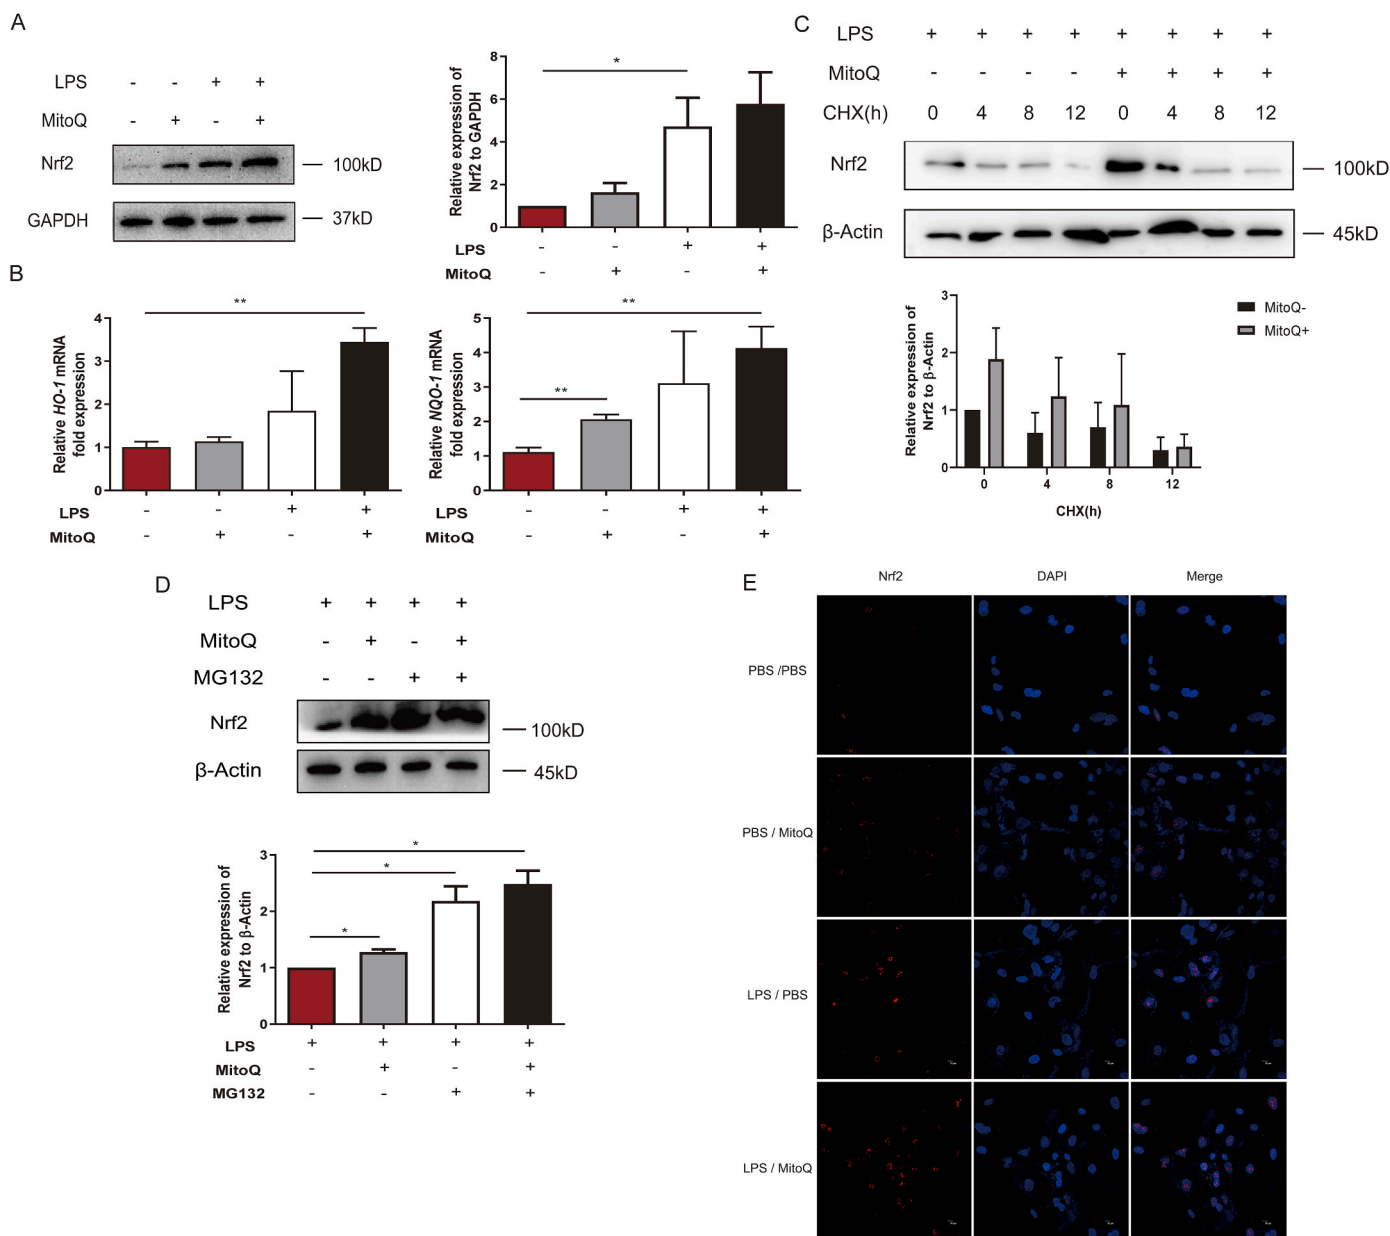 A
LPS - - + +
MitoQ - + - +
Nrf2 100kD
GAPDH 37kD
Relative expression of
Nrf2 to GAPDH
8
6
4
2
0
*
LPS - - + +
MitoQ - + - +
B
Relative HO-1 mRNA
fold expression
4
3
2
1
0
**
LPS - - + +
MitoQ - + - +
Relative NQO-1 mRNA
fold expression
5
4
3
2
1
0
**
**
LPS - - + +
MitoQ - + - +
C
LPS + + + + + + + +
MitoQ - - - - + + + +
CHX(h) 0 4 8 12 0 4 8 12
Nrf2 100kD
β-Actin 45kD
Relative expression of
Nrf2 to β-Actin
3
2
1
0
0 4 8 12
CHX(h)
MitoQ-
MitoQ+
D
LPS + + + +
MitoQ - + - +
MG132 - - + +
Nrf2 100kD
β-Actin 45kD
Relative expression of
Nrf2 to β-Actin
3
2
1
0
*
*
*
LPS + + + +
MitoQ - + - +
MG132 - - + +
E
Nrf2 DAPI Merge
PBS /PBS
PBS / MitoQ
LPS / PBS
LPS / MitoQ